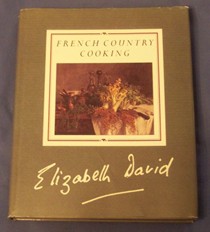 FRENCH COUNTRY
COOKING
Elizabeth David